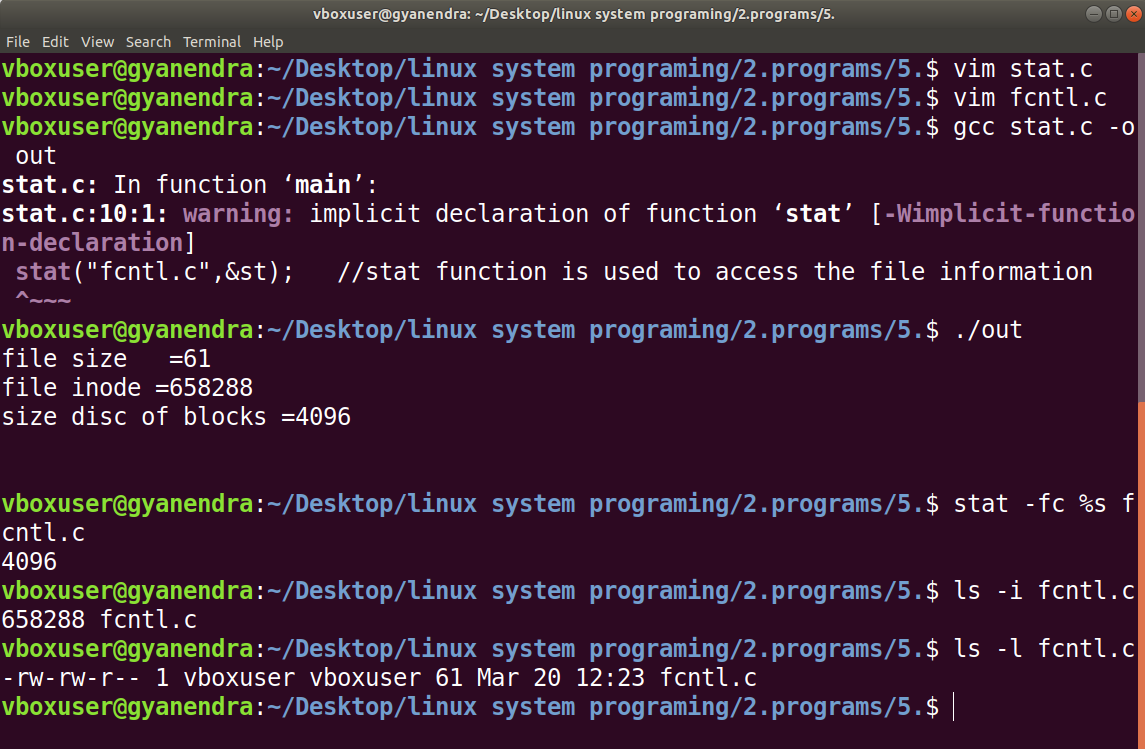 vboxuser@gyanendra: ~/Desktop/linux system programing/2.programs/5.
File Edit View Search Terminal Help
vboxuser@gyanendra:~/Desktop/linux system programing/2.programs/5.$ vim stat.c
vboxuser@gyanendra:~/Desktop/linux system programing/2.programs/5.$ vim fcntl.c
vboxuser@gyanendra:~/Desktop/linux system programing/2.programs/5.$ gcc stat.c -o
 out
stat.c: In function ‘main’:
stat.c:10:1: warning: implicit declaration of function ‘stat’ [-Wimplicit-functio
n-declaration]
 stat("fcntl.c",&st);   //stat function is used to access the file information
 ^~~~
vboxuser@gyanendra:~/Desktop/linux system programing/2.programs/5.$ ./out
file size   =61
file inode =658288
size disc of blocks =4096
vboxuser@gyanendra:~/Desktop/linux system programing/2.programs/5.$ stat -fc %s f
cntl.c
4096
vboxuser@gyanendra:~/Desktop/linux system programing/2.programs/5.$ ls -i fcntl.c
658288 fcntl.c
vboxuser@gyanendra:~/Desktop/linux system programing/2.programs/5.$ ls -l fcntl.c
-rw-rw-r-- 1 vboxuser vboxuser 61 Mar 20 12:23 fcntl.c
vboxuser@gyanendra:~/Desktop/linux system programing/2.programs/5.$